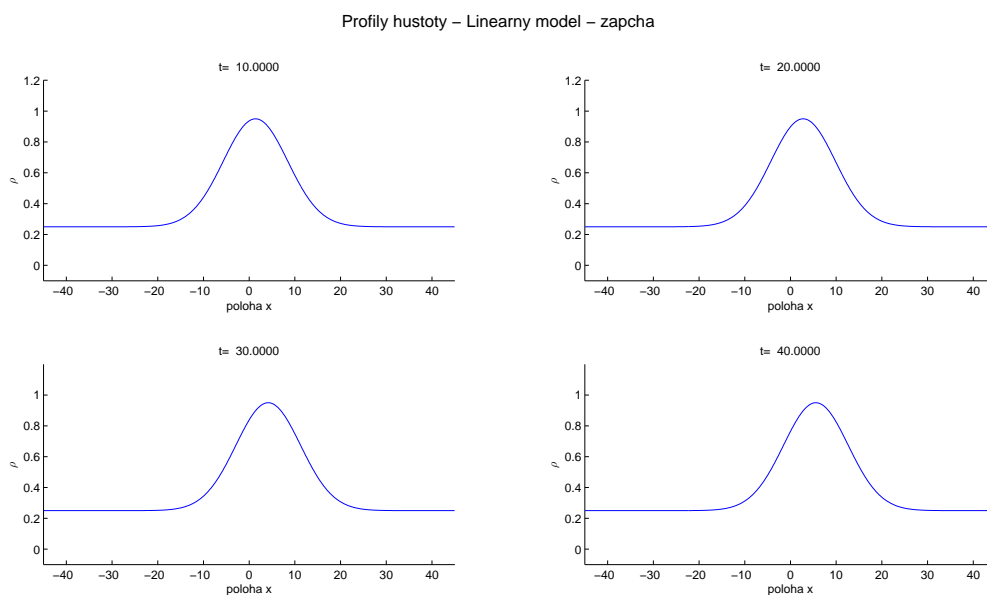 Profily hustoty – Linearny model – zapcha
t= 10.0000
1.2
1
0.8
0.6
0.4
0.2
0
ρ
−40 −30 −20 −10 0 10 20 30 40
poloha x
t= 20.0000
1.2
1
0.8
0.6
0.4
0.2
0
ρ
−40 −30 −20 −10 0 10 20 30 40
poloha x
t= 30.0000
1
0.8
0.6
0.4
0.2
0
ρ
−40 −30 −20 −10 0 10 20 30 40
poloha x
t= 40.0000
1
0.8
0.6
0.4
0.2
0
ρ
−40 −30 −20 −10 0 10 20 30 40
poloha x